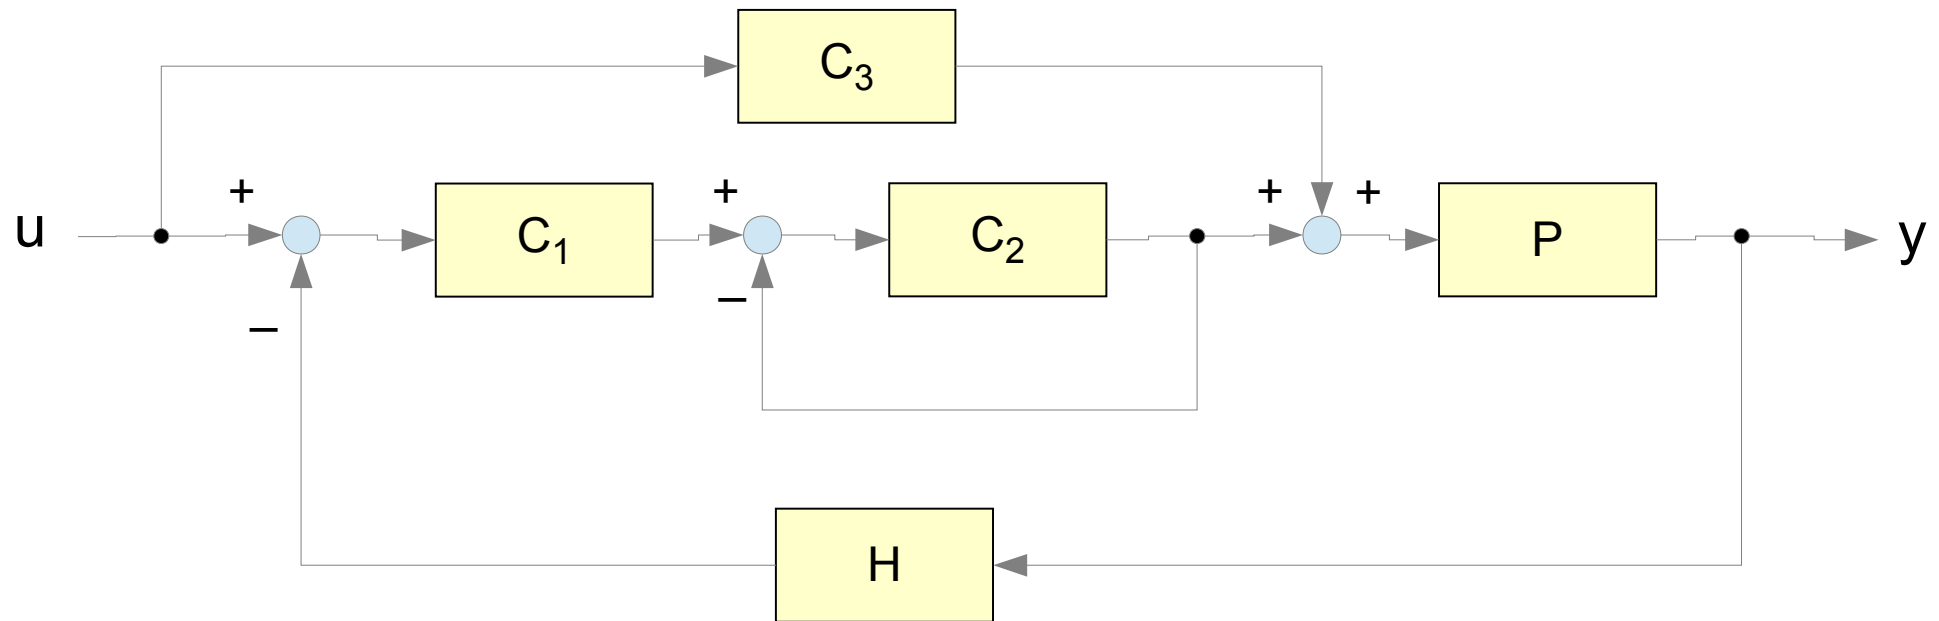 C₃
+ + + +
u C₁ C₂ P y
–
–
H